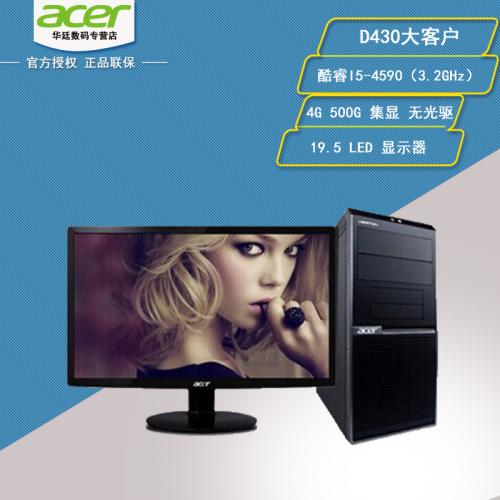 acer
华廷数码专营店
官方授权 正品联保
D430大客户
酷睿I5-4590（3.2GHz）
4G 500G 集显 无光驱
19.5 LED 显示器
acer
acer